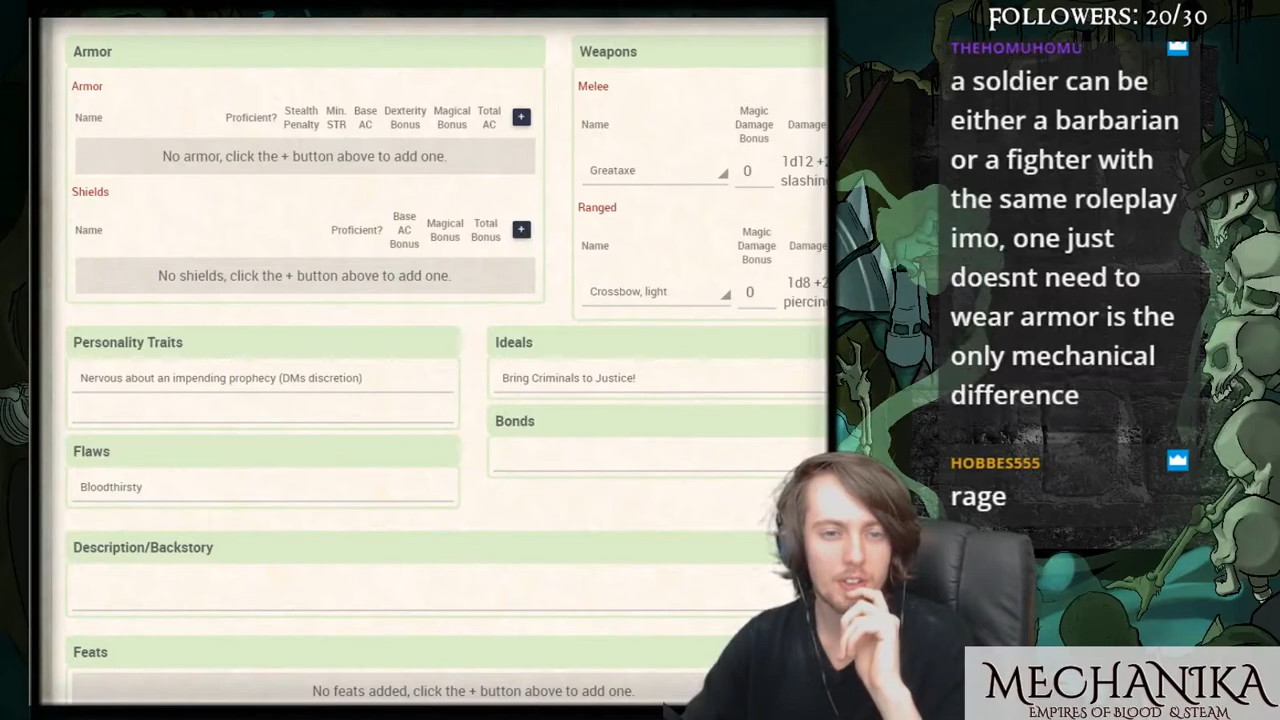 FOLLOWERS: 20/30
Armor
Armor
Name Proficient? Stealth Penalty Min. STR Base AC Dexterity Bonus Magical Bonus Total AC +
No armor, click the + button above to add one.
Shields
Name Proficient? Base AC Bonus Magical Bonus Total Bonus +
No shields, click the + button above to add one.
Weapons
Melee
Name Magic Damage Bonus Damage
Greataxe 0 1d12 +2
slashin
Ranged
Name Magic Damage Bonus Damage
Crossbow, light 0 1d8 +2
piercin
Personality Traits
Nervous about an impending prophecy (DMs discretion)
Ideals
Bring Criminals to Justice!
Bonds
Flaws
Bloodthirsty
Description/Backstory
Feats
No feats added, click the + button above to add one.
THEHOMUHOMU
a soldier can be
either a barbarian
or a fighter with
the same roleplay
imo, one just
doesnt need to
wear armor is the
only mechanical
difference
HOBBES555
rage
MECHANIKA
EMPIRES OF BLOOD & STEAM